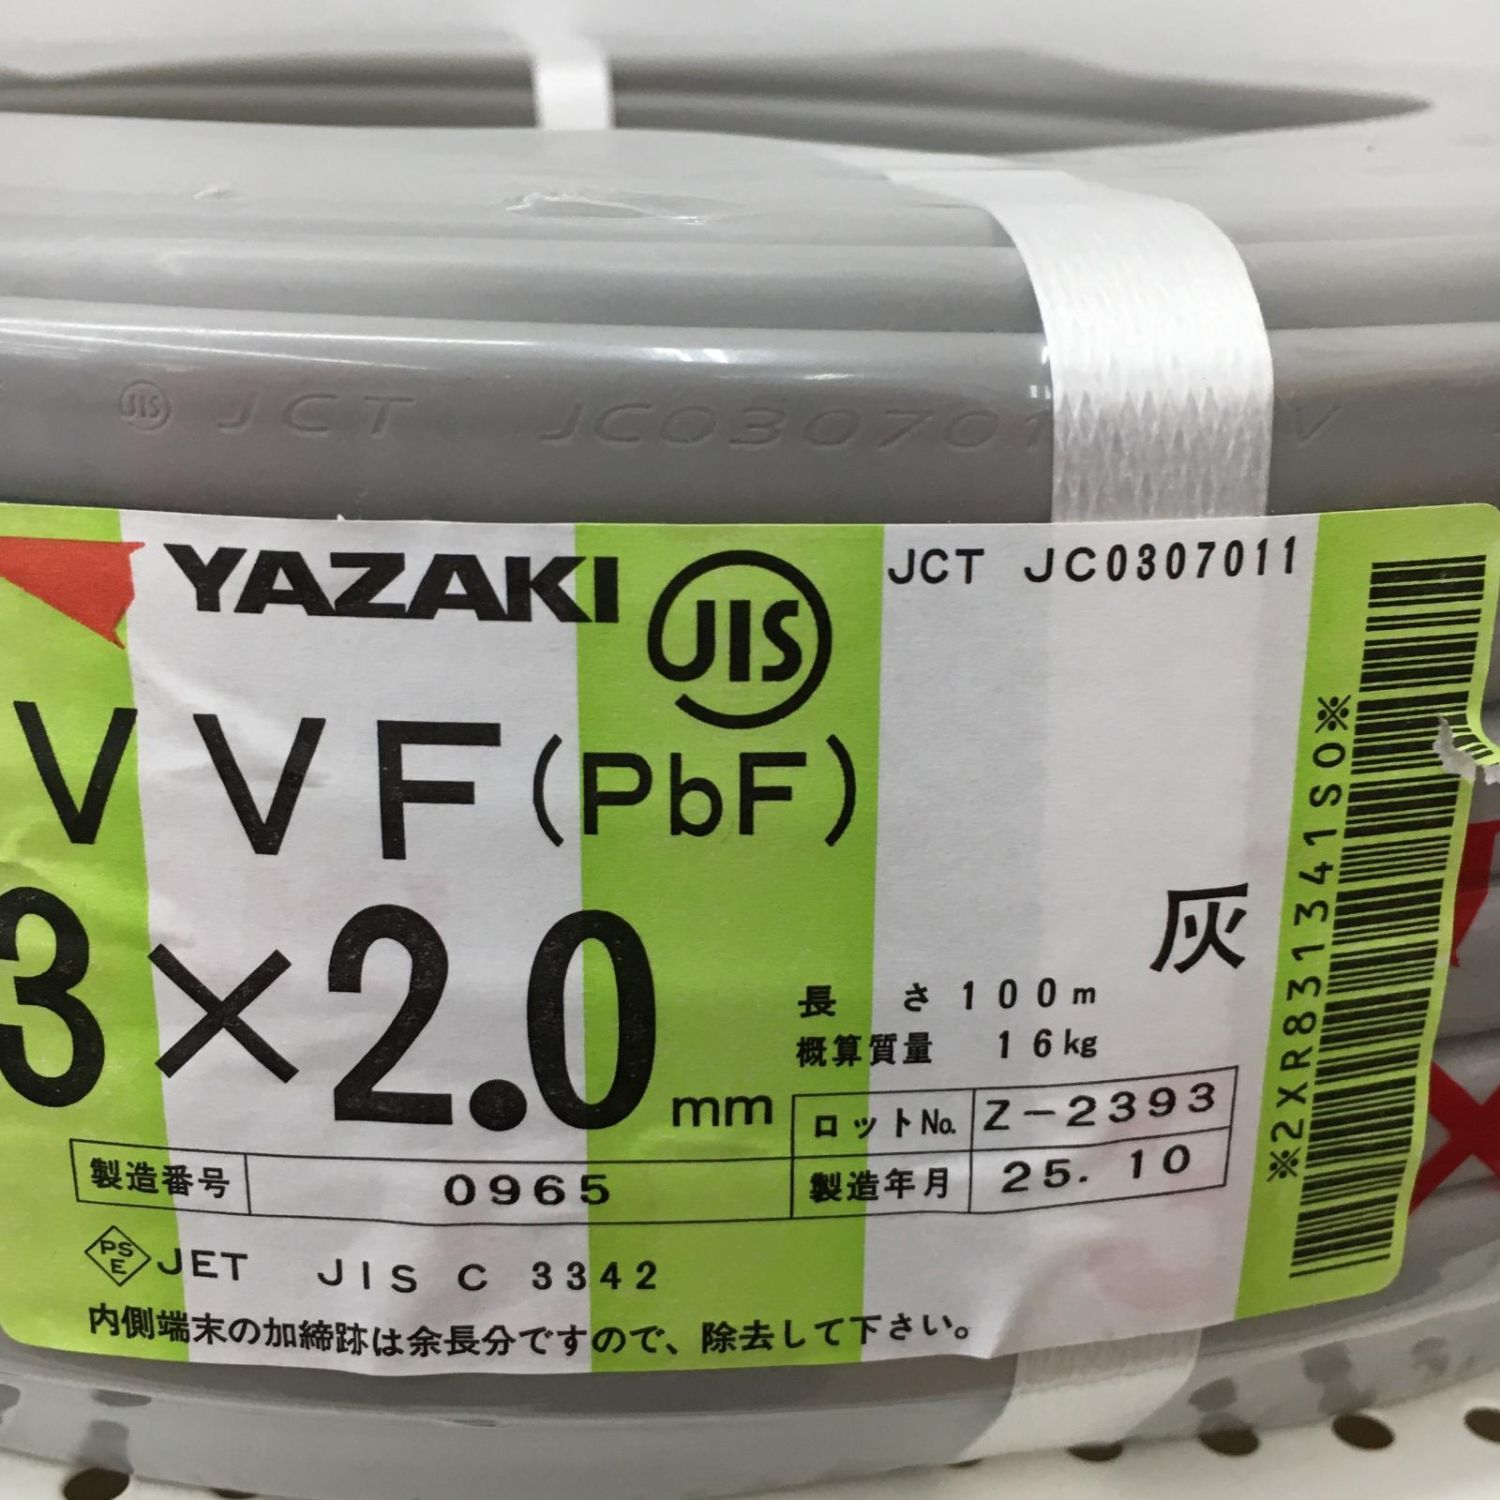 JIS JCT JC030701 V
YAZAKI JIS JCT JC0307011
VVF(PbF)
3×2.0mm
灰
長さ 100m
概算質量 16kg
ロットNo. Z-2393
製造番号 0965 製造年月 25. 10
PSE JET JIS C 3342
内側端末の加締跡は余長分ですので、除去して下さい。
※2XR831341S0※